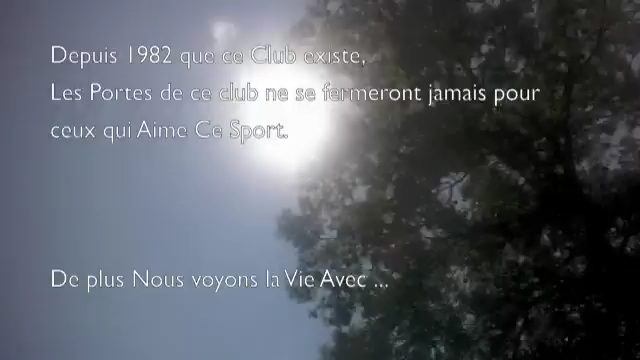 Depuis 1982 que ce Club existe,
Les Portes de ce club ne se fermeront jamais pour
ceux qui Aime Ce Sport.
De plus Nous voyons la Vie Avec ...